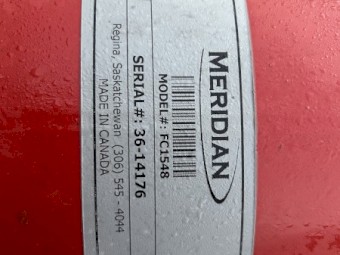 MERIDIAN
MODEL#: FC1548
SERIAL#: 36-14176
Regina, Saskatchewan (306) 545 - 4044
MADE IN CANADA